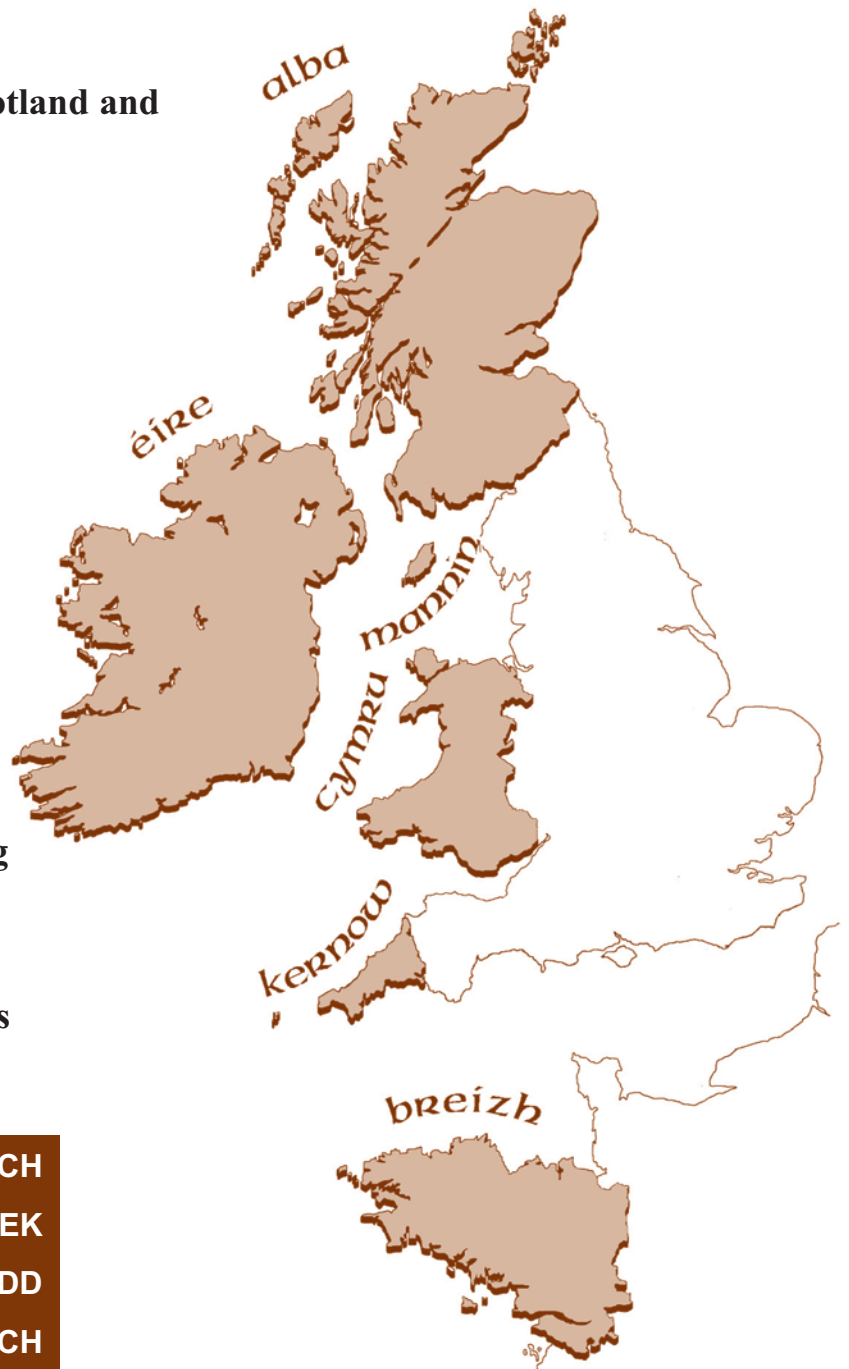 alba
otland and
éire
mannin
cymru
g
kernow
s
breizh
CH
EK
DD
CH